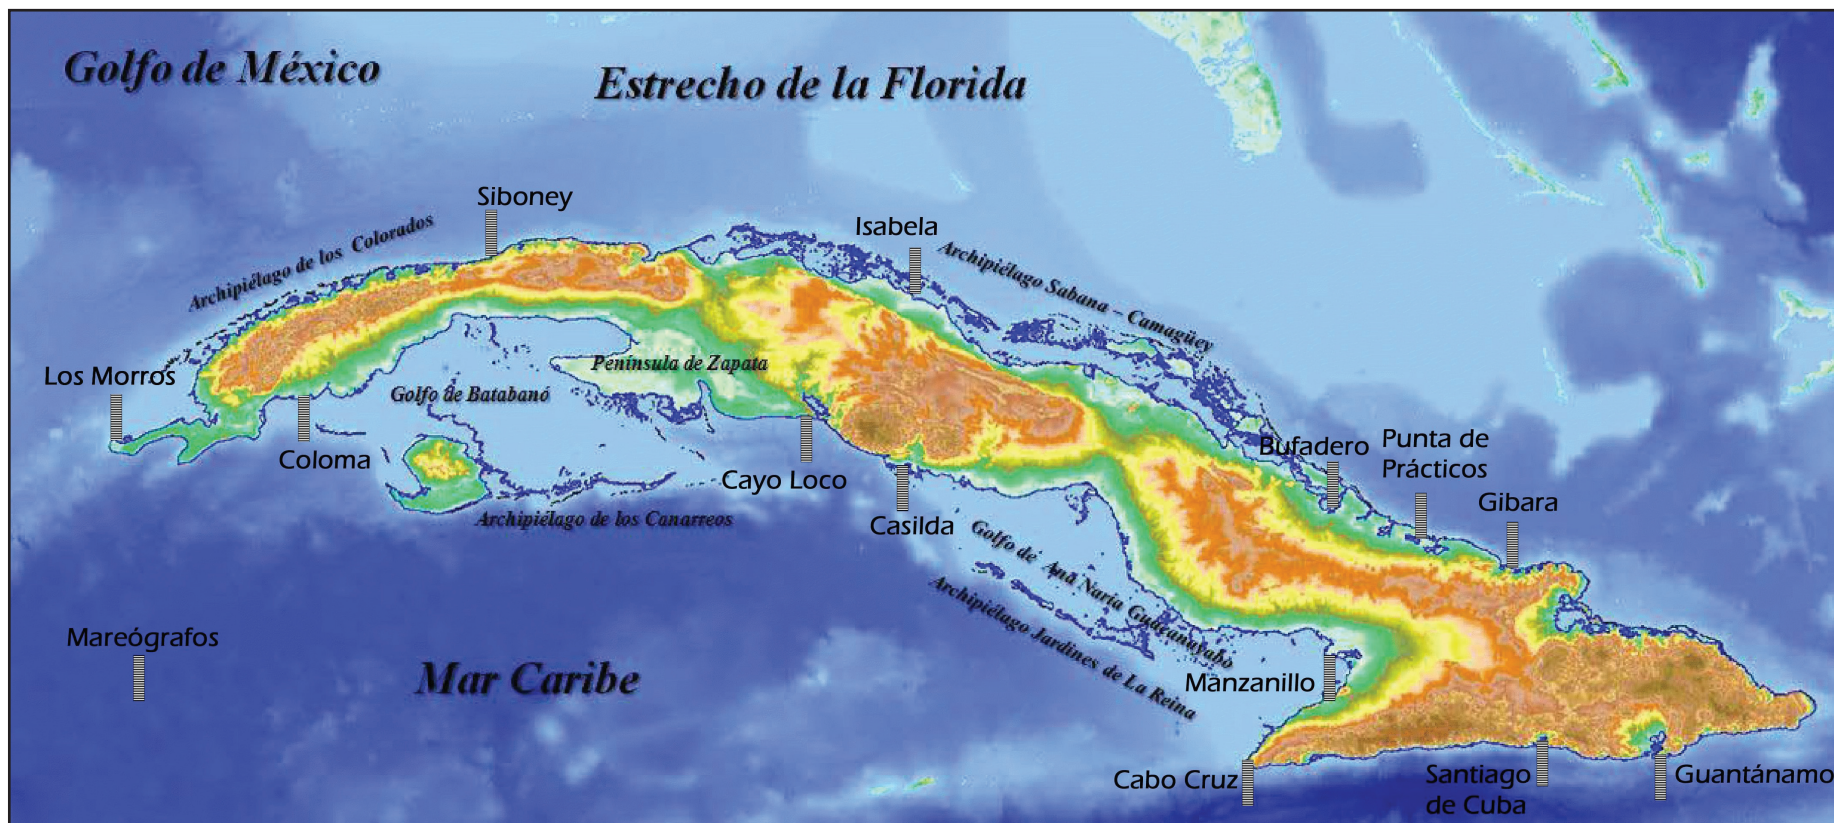 Golfo de México
Estrecho de la Florida
Siboney
Isabela
Archipiélago de los Colorados
Archipiélago Sabana – Camagüey
Los Morros
Península de Zapata
Golfo de Batabanó
Coloma
Cayo Loco
Bufadero
Punta de
Prácticos
Gibara
Archipiélago de los Canarreos
Casilda
Golfo de Ana Naría Guacanayabo
Archipiélago Jardines de La Reina
Mareógrafos
Mar Caribe
Manzanillo
Cabo Cruz
Santiago
de Cuba
Guantánamo